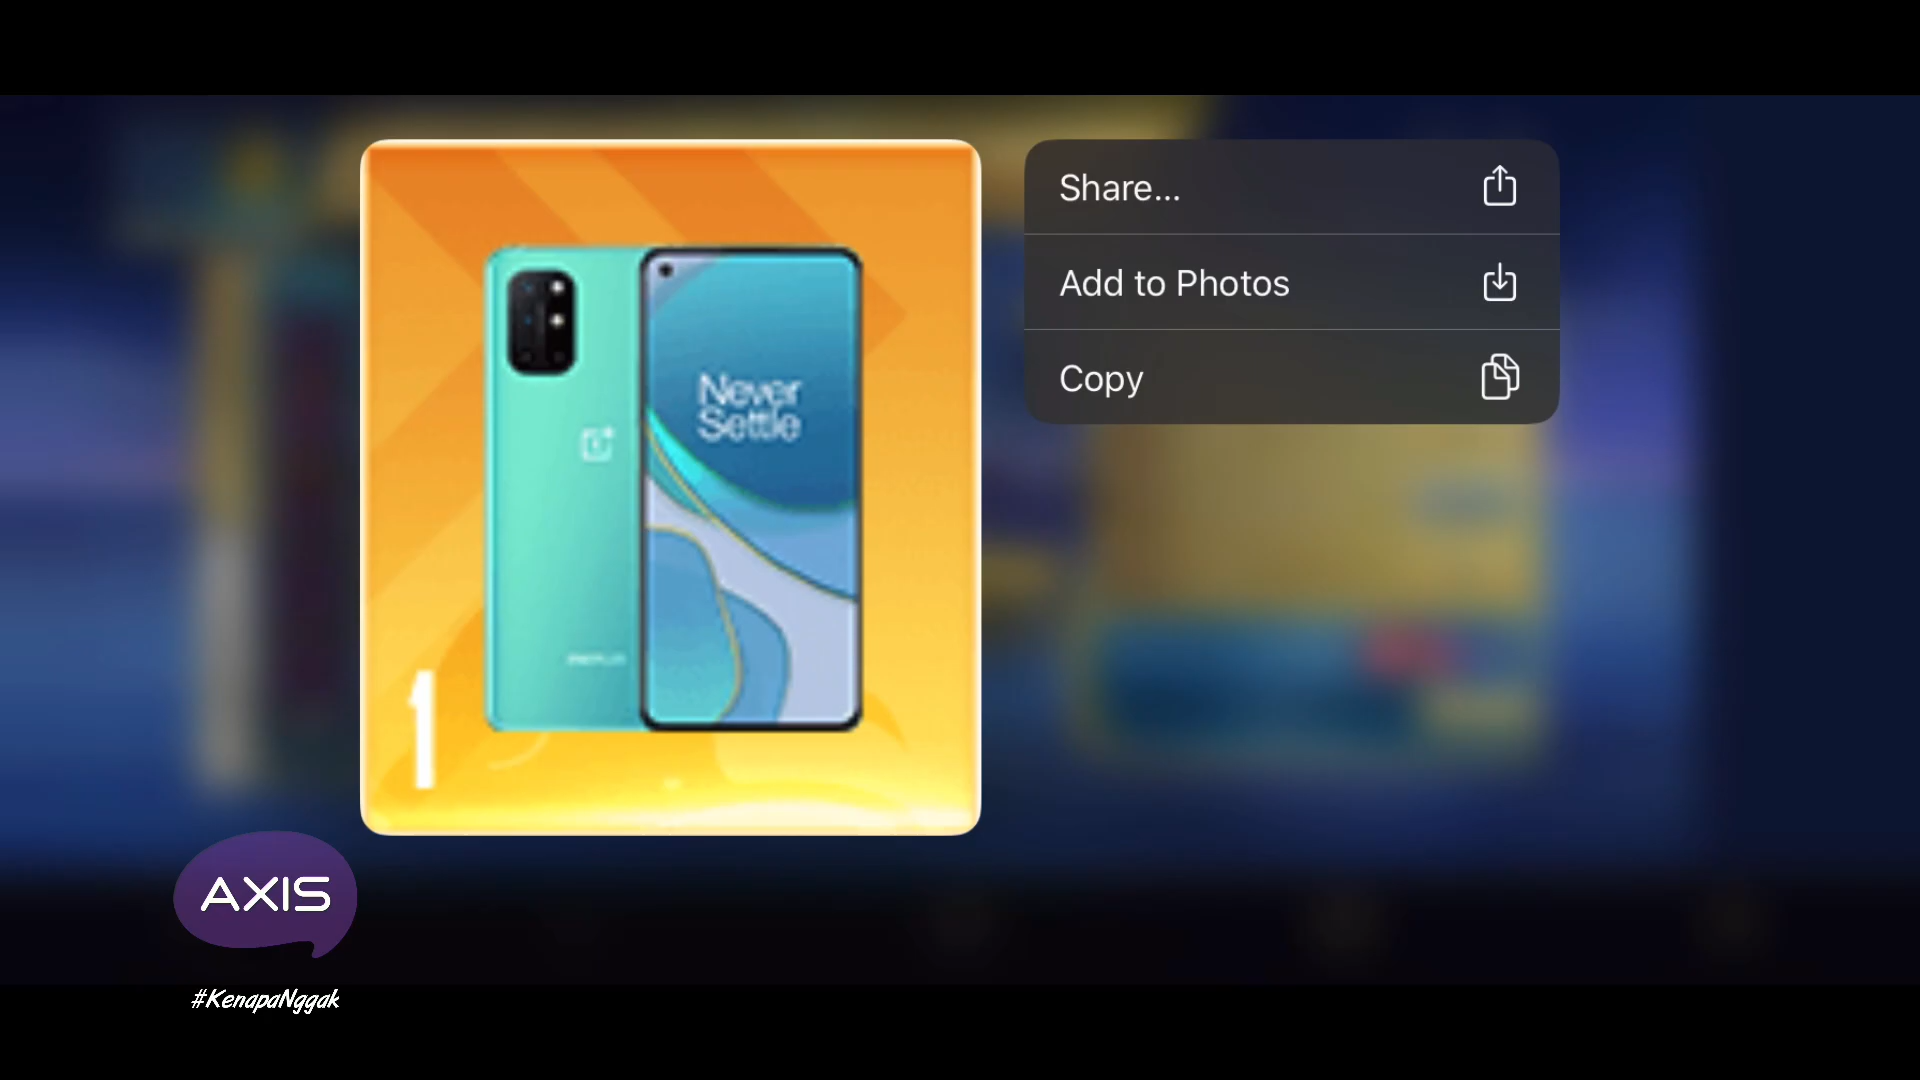 Share...
Add to Photos
Copy
Never
Settle
1
AXIS
#KenapaNggak